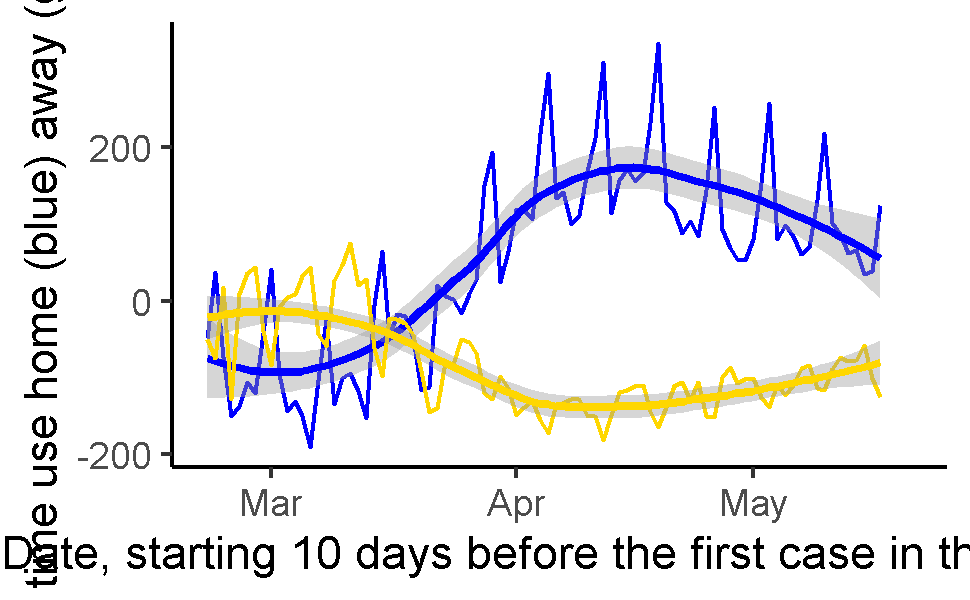 time use home (blue) away (
200
0
-200
Mar
Apr
May
Date, starting 10 days before the first case in th